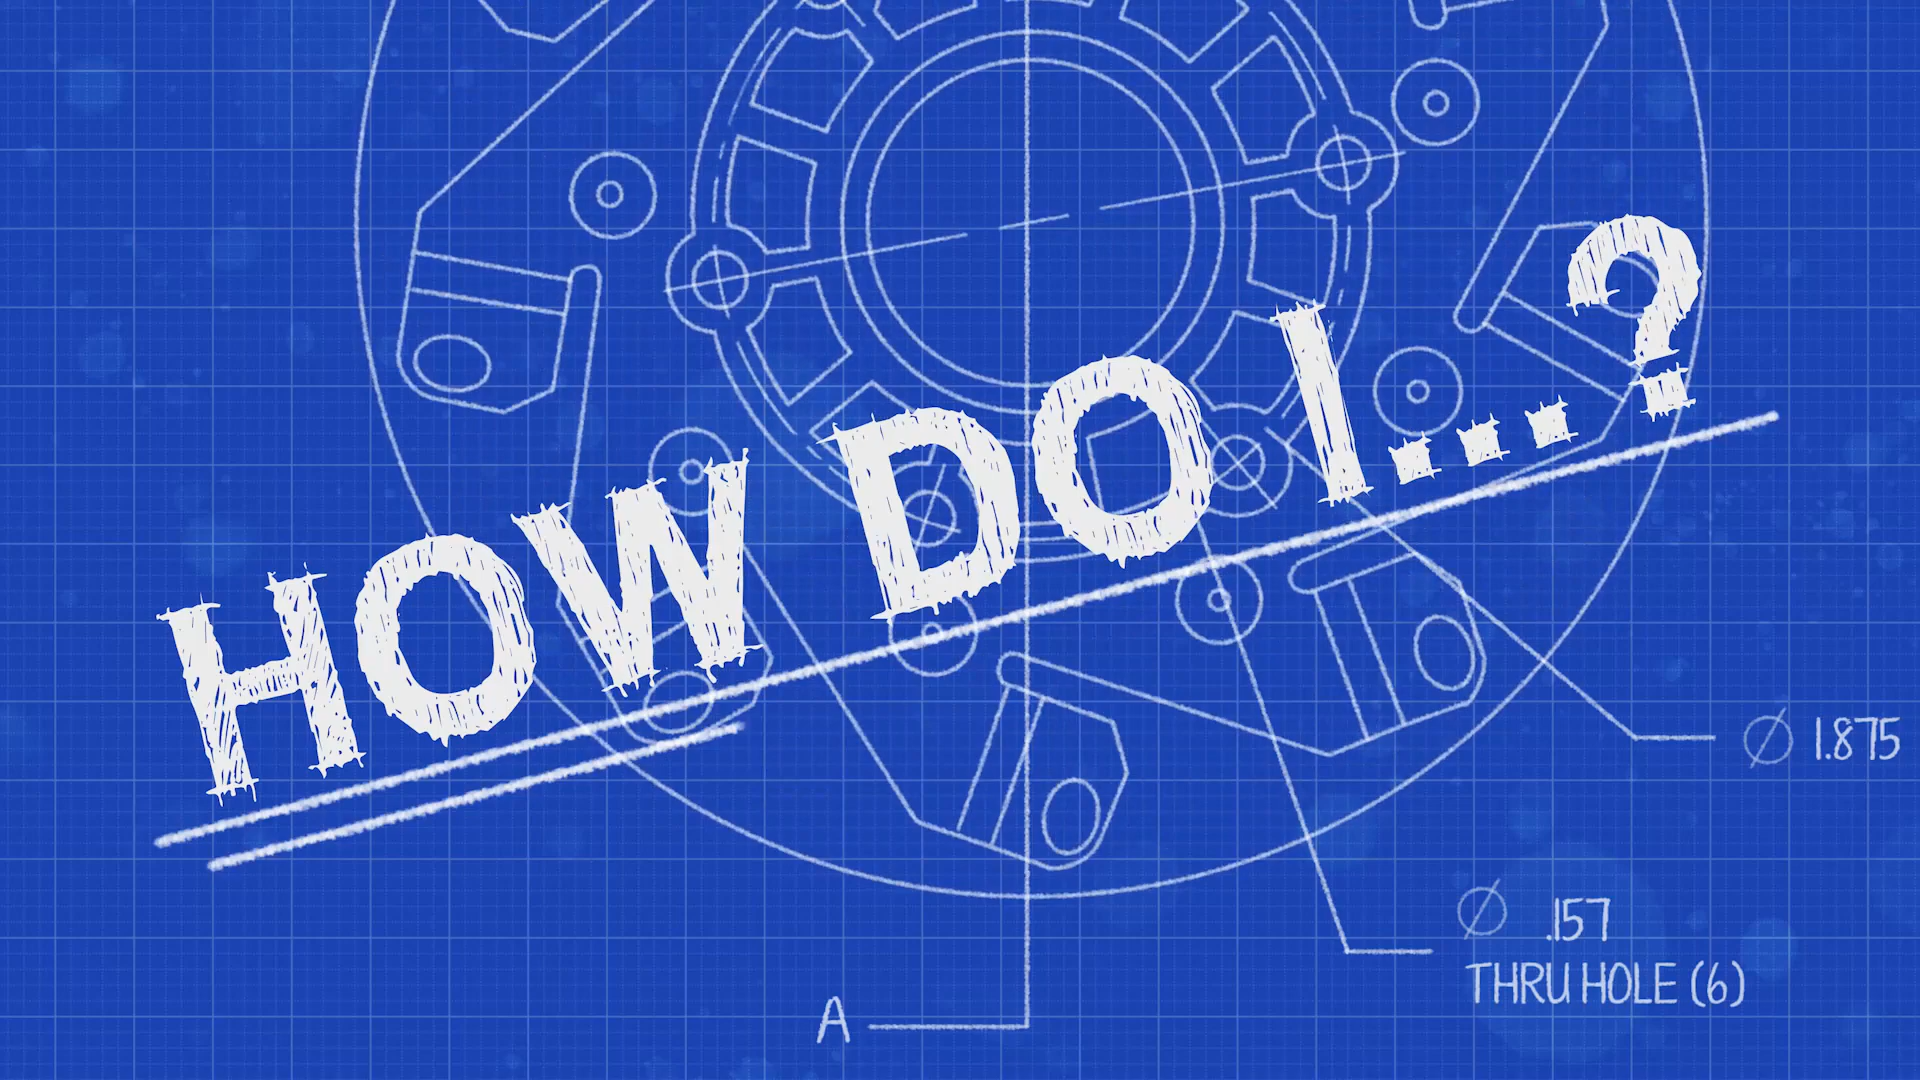 HOW DO I...?
Ø 1.875
Ø .157
THRU HOLE (6)
A